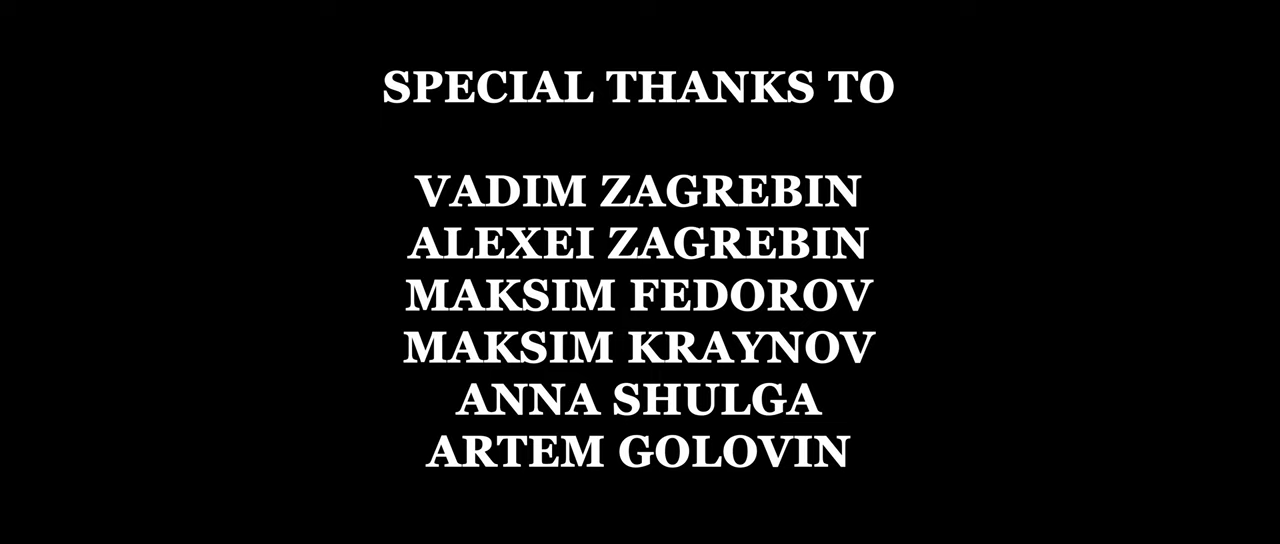 SPECIAL THANKS TO
VADIM ZAGREBIN
ALEXEI ZAGREBIN
MAKSIM FEDOROV
MAKSIM KRAYNOV
ANNA SHULGA
ARTEM GOLOVIN